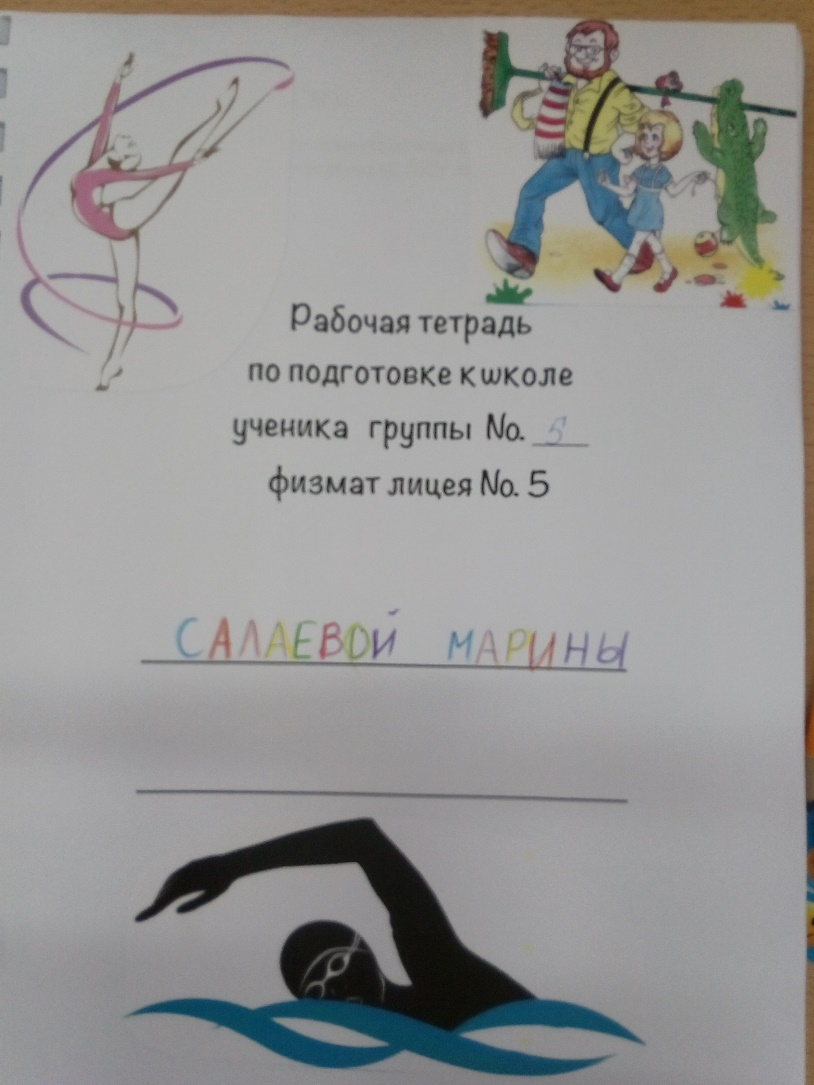 Рабочая тетрадь
по подготовке к школе
ученика группы No. 5
физмат лицея No. 5
САЛАЕВОЙ МАРИНЫ